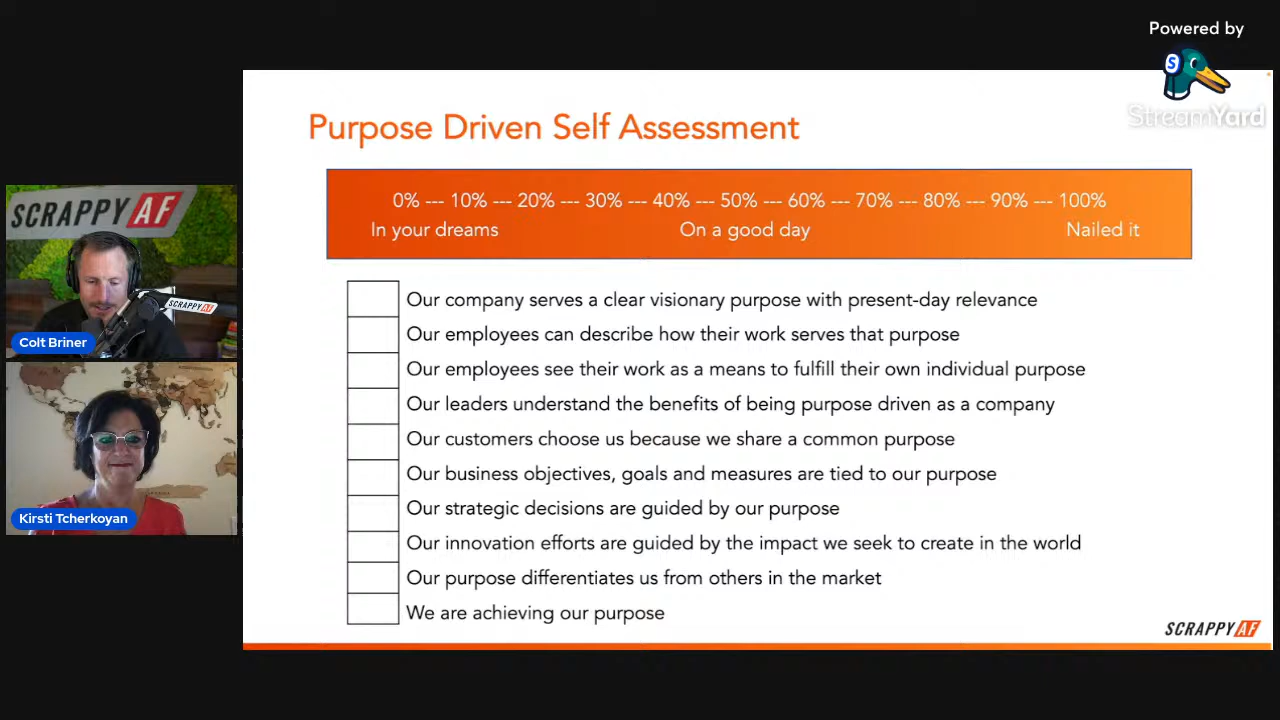 Powered by
StreamYard
Purpose Driven Self Assessment
0% --- 10% --- 20% --- 30% --- 40% --- 50% --- 60% --- 70% --- 80% --- 90% --- 100%
In your dreams On a good day Nailed it
SCRAPPY AF
SCRAPPY AF
Colt Briner
Kirsti Tcherkoyan
Our company serves a clear visionary purpose with present-day relevance
Our employees can describe how their work serves that purpose
Our employees see their work as a means to fulfill their own individual purpose
Our leaders understand the benefits of being purpose driven as a company
Our customers choose us because we share a common purpose
Our business objectives, goals and measures are tied to our purpose
Our strategic decisions are guided by our purpose
Our innovation efforts are guided by the impact we seek to create in the world
Our purpose differentiates us from others in the market
We are achieving our purpose
SCRAPPY AF